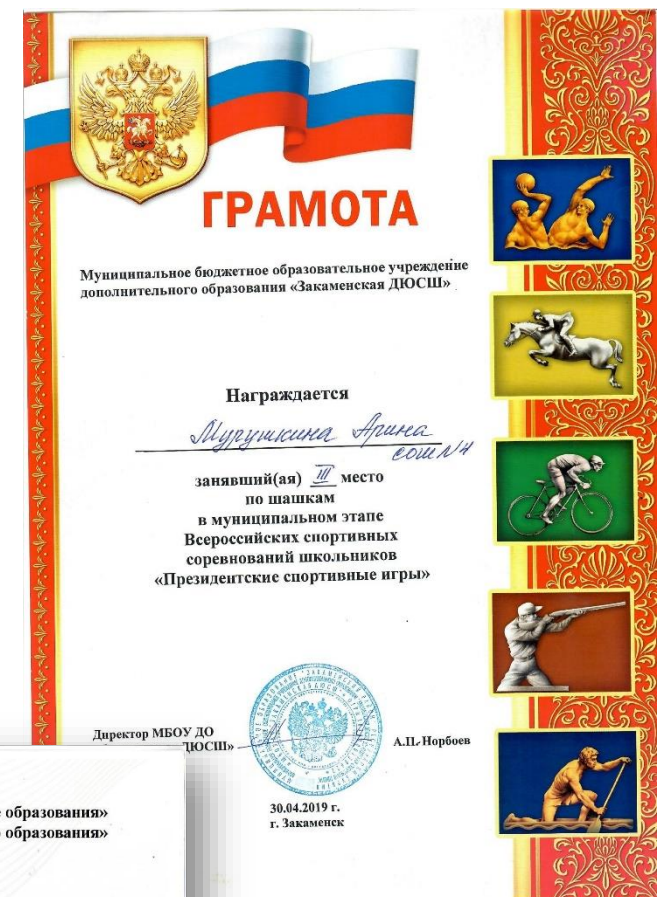 ГРАМОТА
Муниципальное бюджетное образовательное учреждение
дополнительного образования «Закаменская ДЮСШ»
Награждается
Мурушкина Арина
сош №4
занявший(ая) III место
по шашкам
в муниципальном этапе
Всероссийских спортивных
соревнований школьников
«Президентские спортивные игры»
Директор МБОУ ДО
ДЮСШ» А.П. Норбоев
30.04.2019 г.
г. Закаменск
образования»
образования»